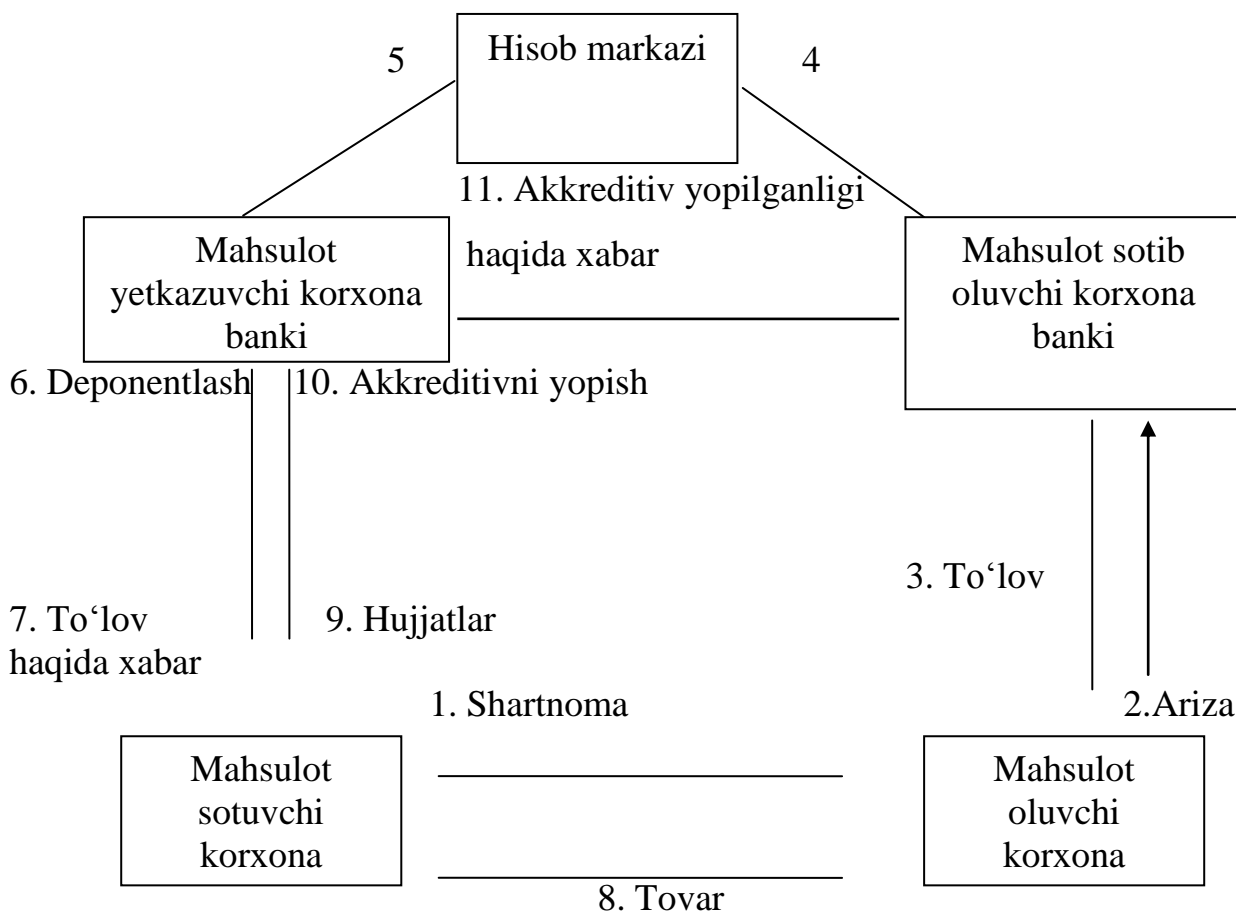 5
Hisob markazi
4
11. Akkreditiv yopilganligi
haqida xabar
Mahsulot
yetkazuvchi korxona
banki
Mahsulot sotib
oluvchi korxona
banki
6. Deponentlash
10. Akkreditivni yopish
3. To‘lov
7. To‘lov
haqida xabar
9. Hujjatlar
1. Shartnoma
2.Ariza
Mahsulot
sotuvchi
korxona
Mahsulot
oluvchi
korxona
8. Tovar